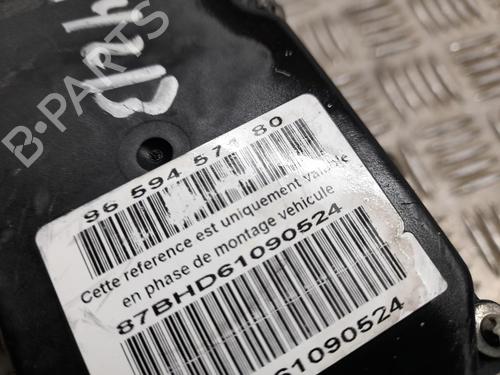 B-PARTS
96 594 571 80
Cette reference est uniquement valable
en phase de montage vehicule
87BHD61090524
61090524